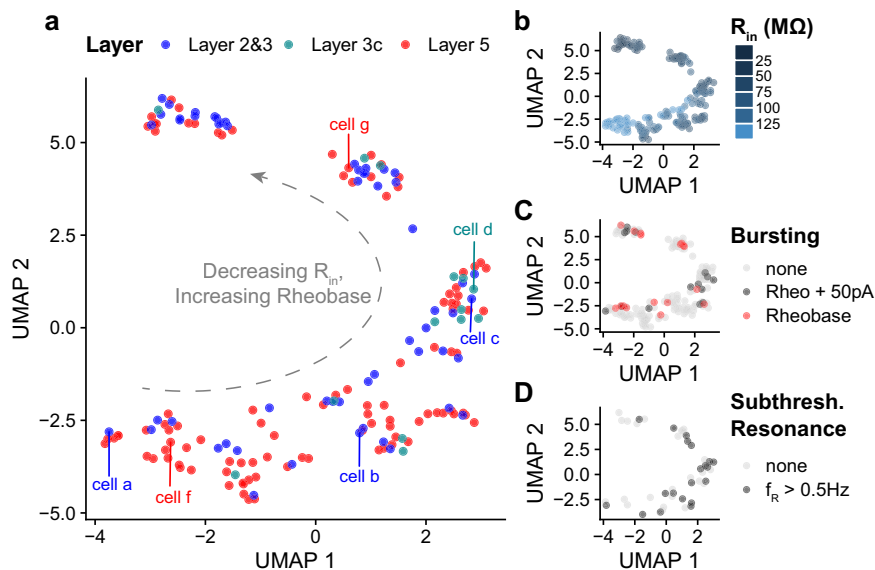 a
Layer
Layer 2&3
Layer 3c
Layer 5
UMAP 2
5.0
2.5
0.0
−2.5
−5.0
cell g
cell d
Decreasing R_in,
Increasing Rheobase
cell c
cell a
cell f
cell b
−4
−2
0
2
UMAP 1
b
UMAP 2
5.0
2.5
0.0
−2.5
−5.0
−4
−2
0
2
UMAP 1
R_in (MΩ)
25
50
75
100
125
C
UMAP 2
5.0
2.5
0.0
−2.5
−5.0
−4
−2
0
2
UMAP 1
Bursting
none
Rheo + 50pA
Rheobase
D
UMAP 2
5.0
2.5
0.0
−2.5
−4
−2
0
2
UMAP 1
Subthresh.
Resonance
none
f_R > 0.5Hz